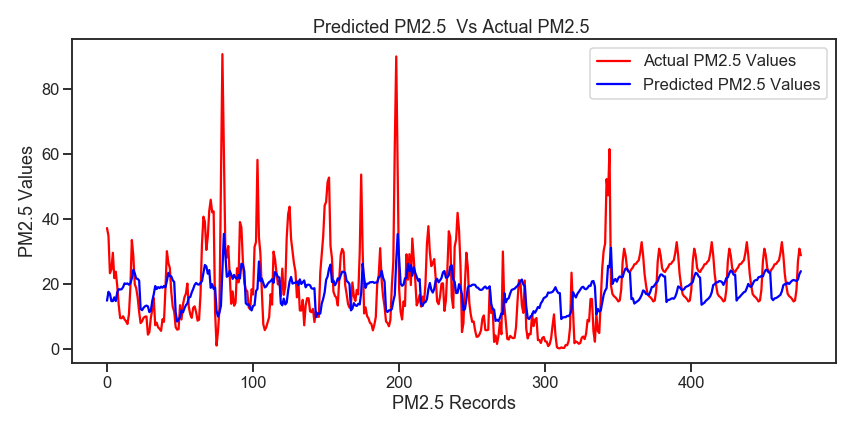 Predicted PM2.5  Vs Actual PM2.5
Actual PM2.5 Values
Predicted PM2.5 Values
PM2.5 Values
80
60
40
20
0
0 100 200 300 400
PM2.5 Records